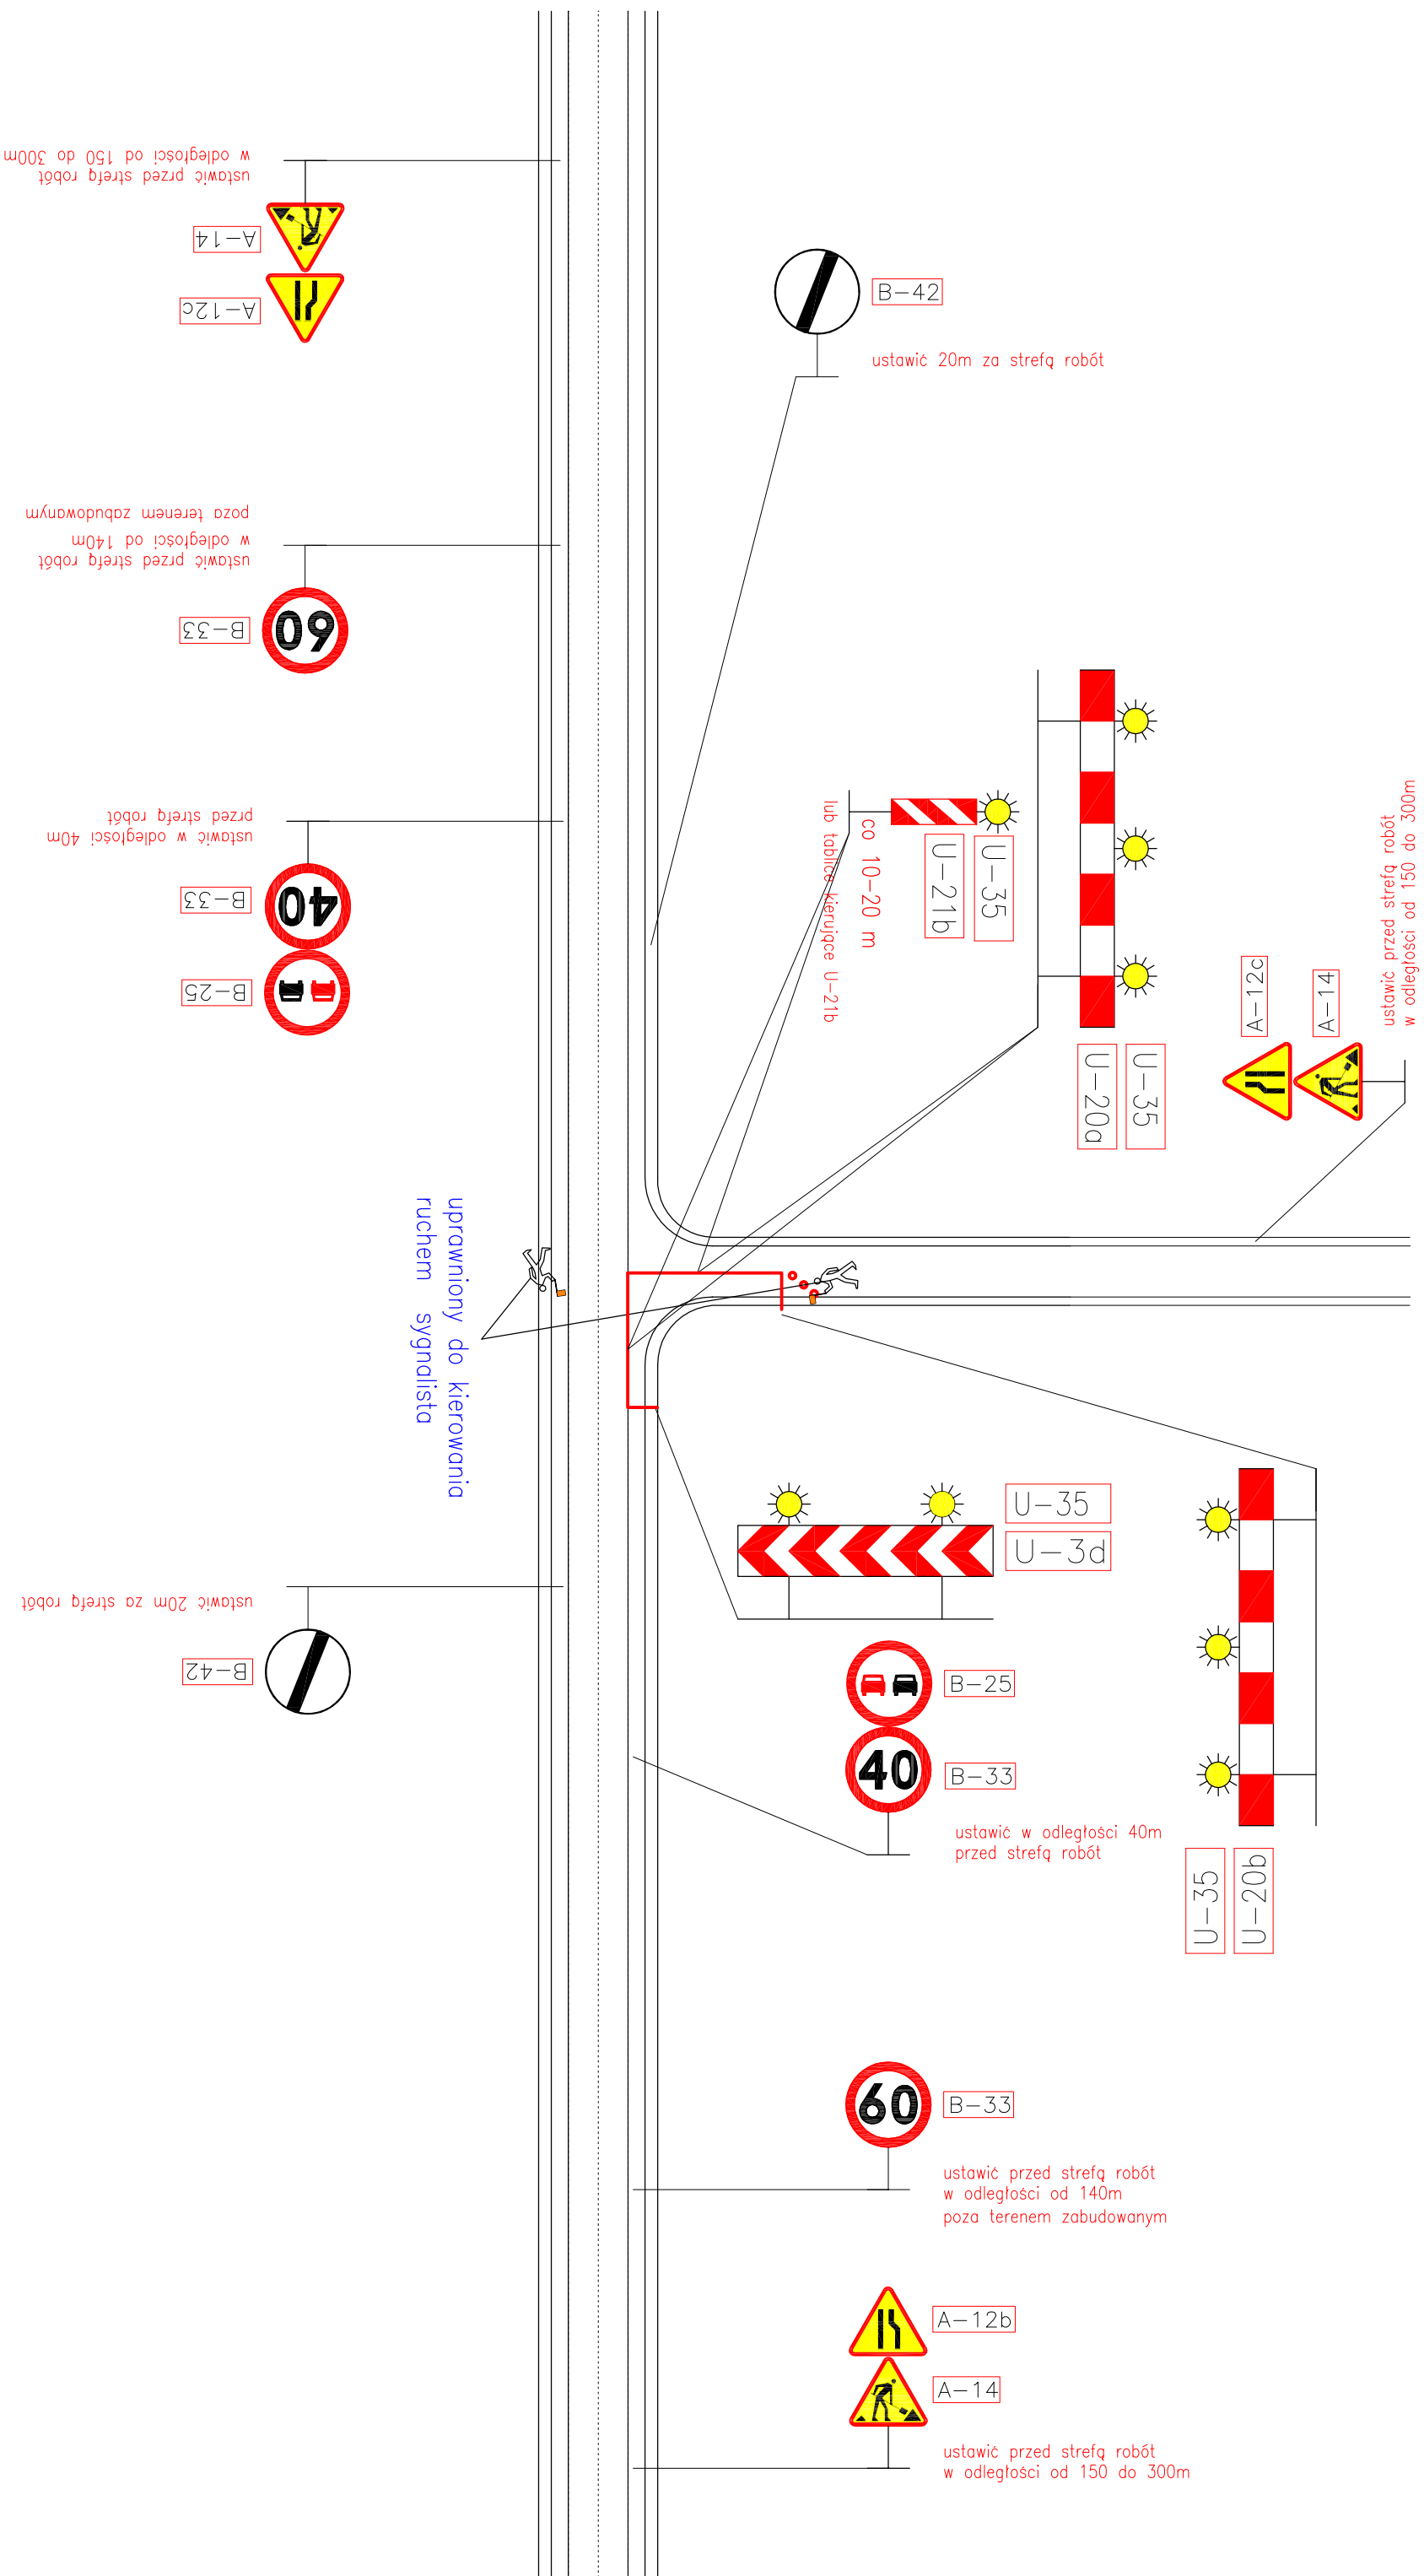 ustawić przed strefą robót
w odległości od 150 do 300m
A-14
A-12c
ustawić przed strefą robót
w odległości od 140m
poza terenem zabudowanym
60
B-33
ustawić w odległości 40m
przed strefą robót
40
B-33
B-25
B-42
ustawić 20m za strefą robót
U-35
U-21b
co 10-20 m
lub tablice kierujące U-21b
U-35
U-20a
ustawić przed strefą robót
w odległości od 150 do 300m
A-12c
A-14
uprawniony do kierowania
ruchem sygnalista
U-35
U-3d
ustawić 20m za strefą robót
B-42
B-25
40
B-33
ustawić w odległości 40m
przed strefą robót
U-35
U-20b
60
B-33
ustawić przed strefą robót
w odległości od 140m
poza terenem zabudowanym
A-12b
A-14
ustawić przed strefą robót
w odległości od 150 do 300m